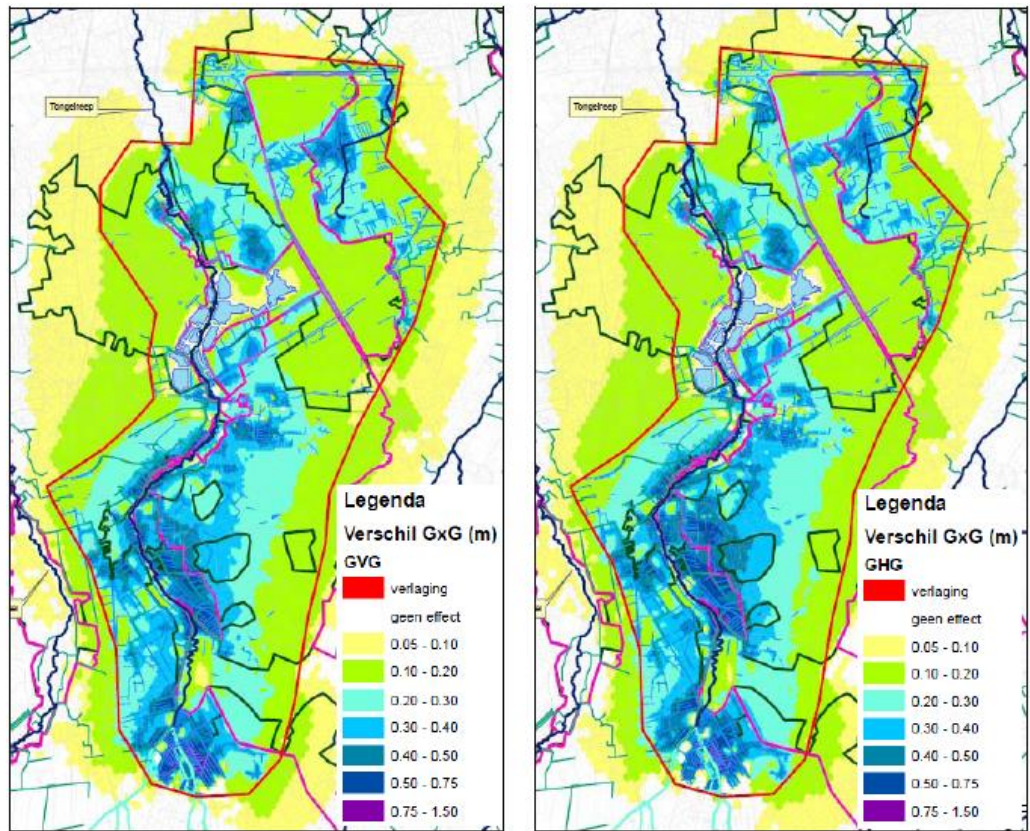 Tongelreep
Legenda
Verschil GxG (m)
GVG
verlaging
geen effect
0.05 - 0.10
0.10 - 0.20
0.20 - 0.30
0.30 - 0.40
0.40 - 0.50
0.50 - 0.75
0.75 - 1.50
Tongelreep
Legenda
Verschil GxG (m)
GHG
verlaging
geen effect
0.05 - 0.10
0.10 - 0.20
0.20 - 0.30
0.30 - 0.40
0.40 - 0.50
0.50 - 0.75
0.75 - 1.50